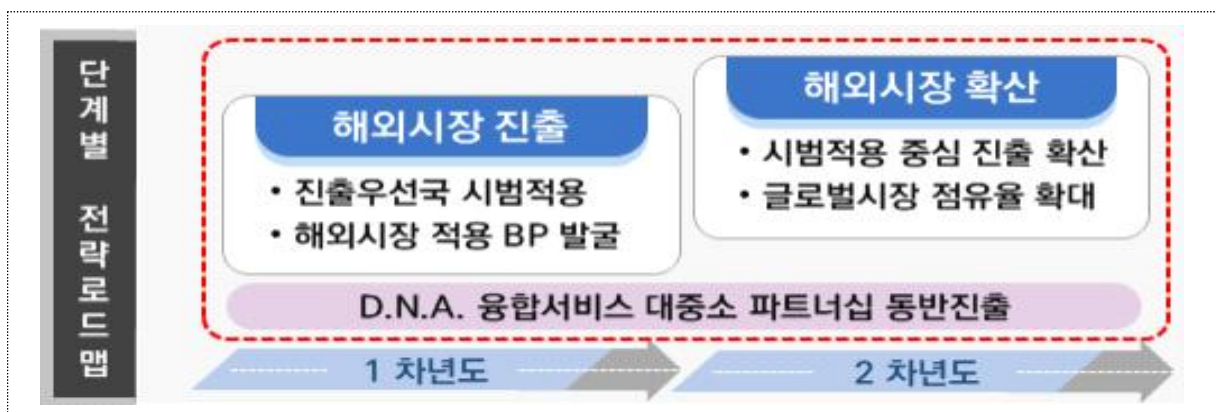 단계별 전략로드맵
해외시장 진출
• 진출우선국 시범적용
• 해외시장 적용 BP 발굴
해외시장 확산
• 시범적용 중심 진출 확산
• 글로벌시장 점유율 확대
D.N.A. 융합서비스 대중소 파트너십 동반진출
1 차년도
2 차년도